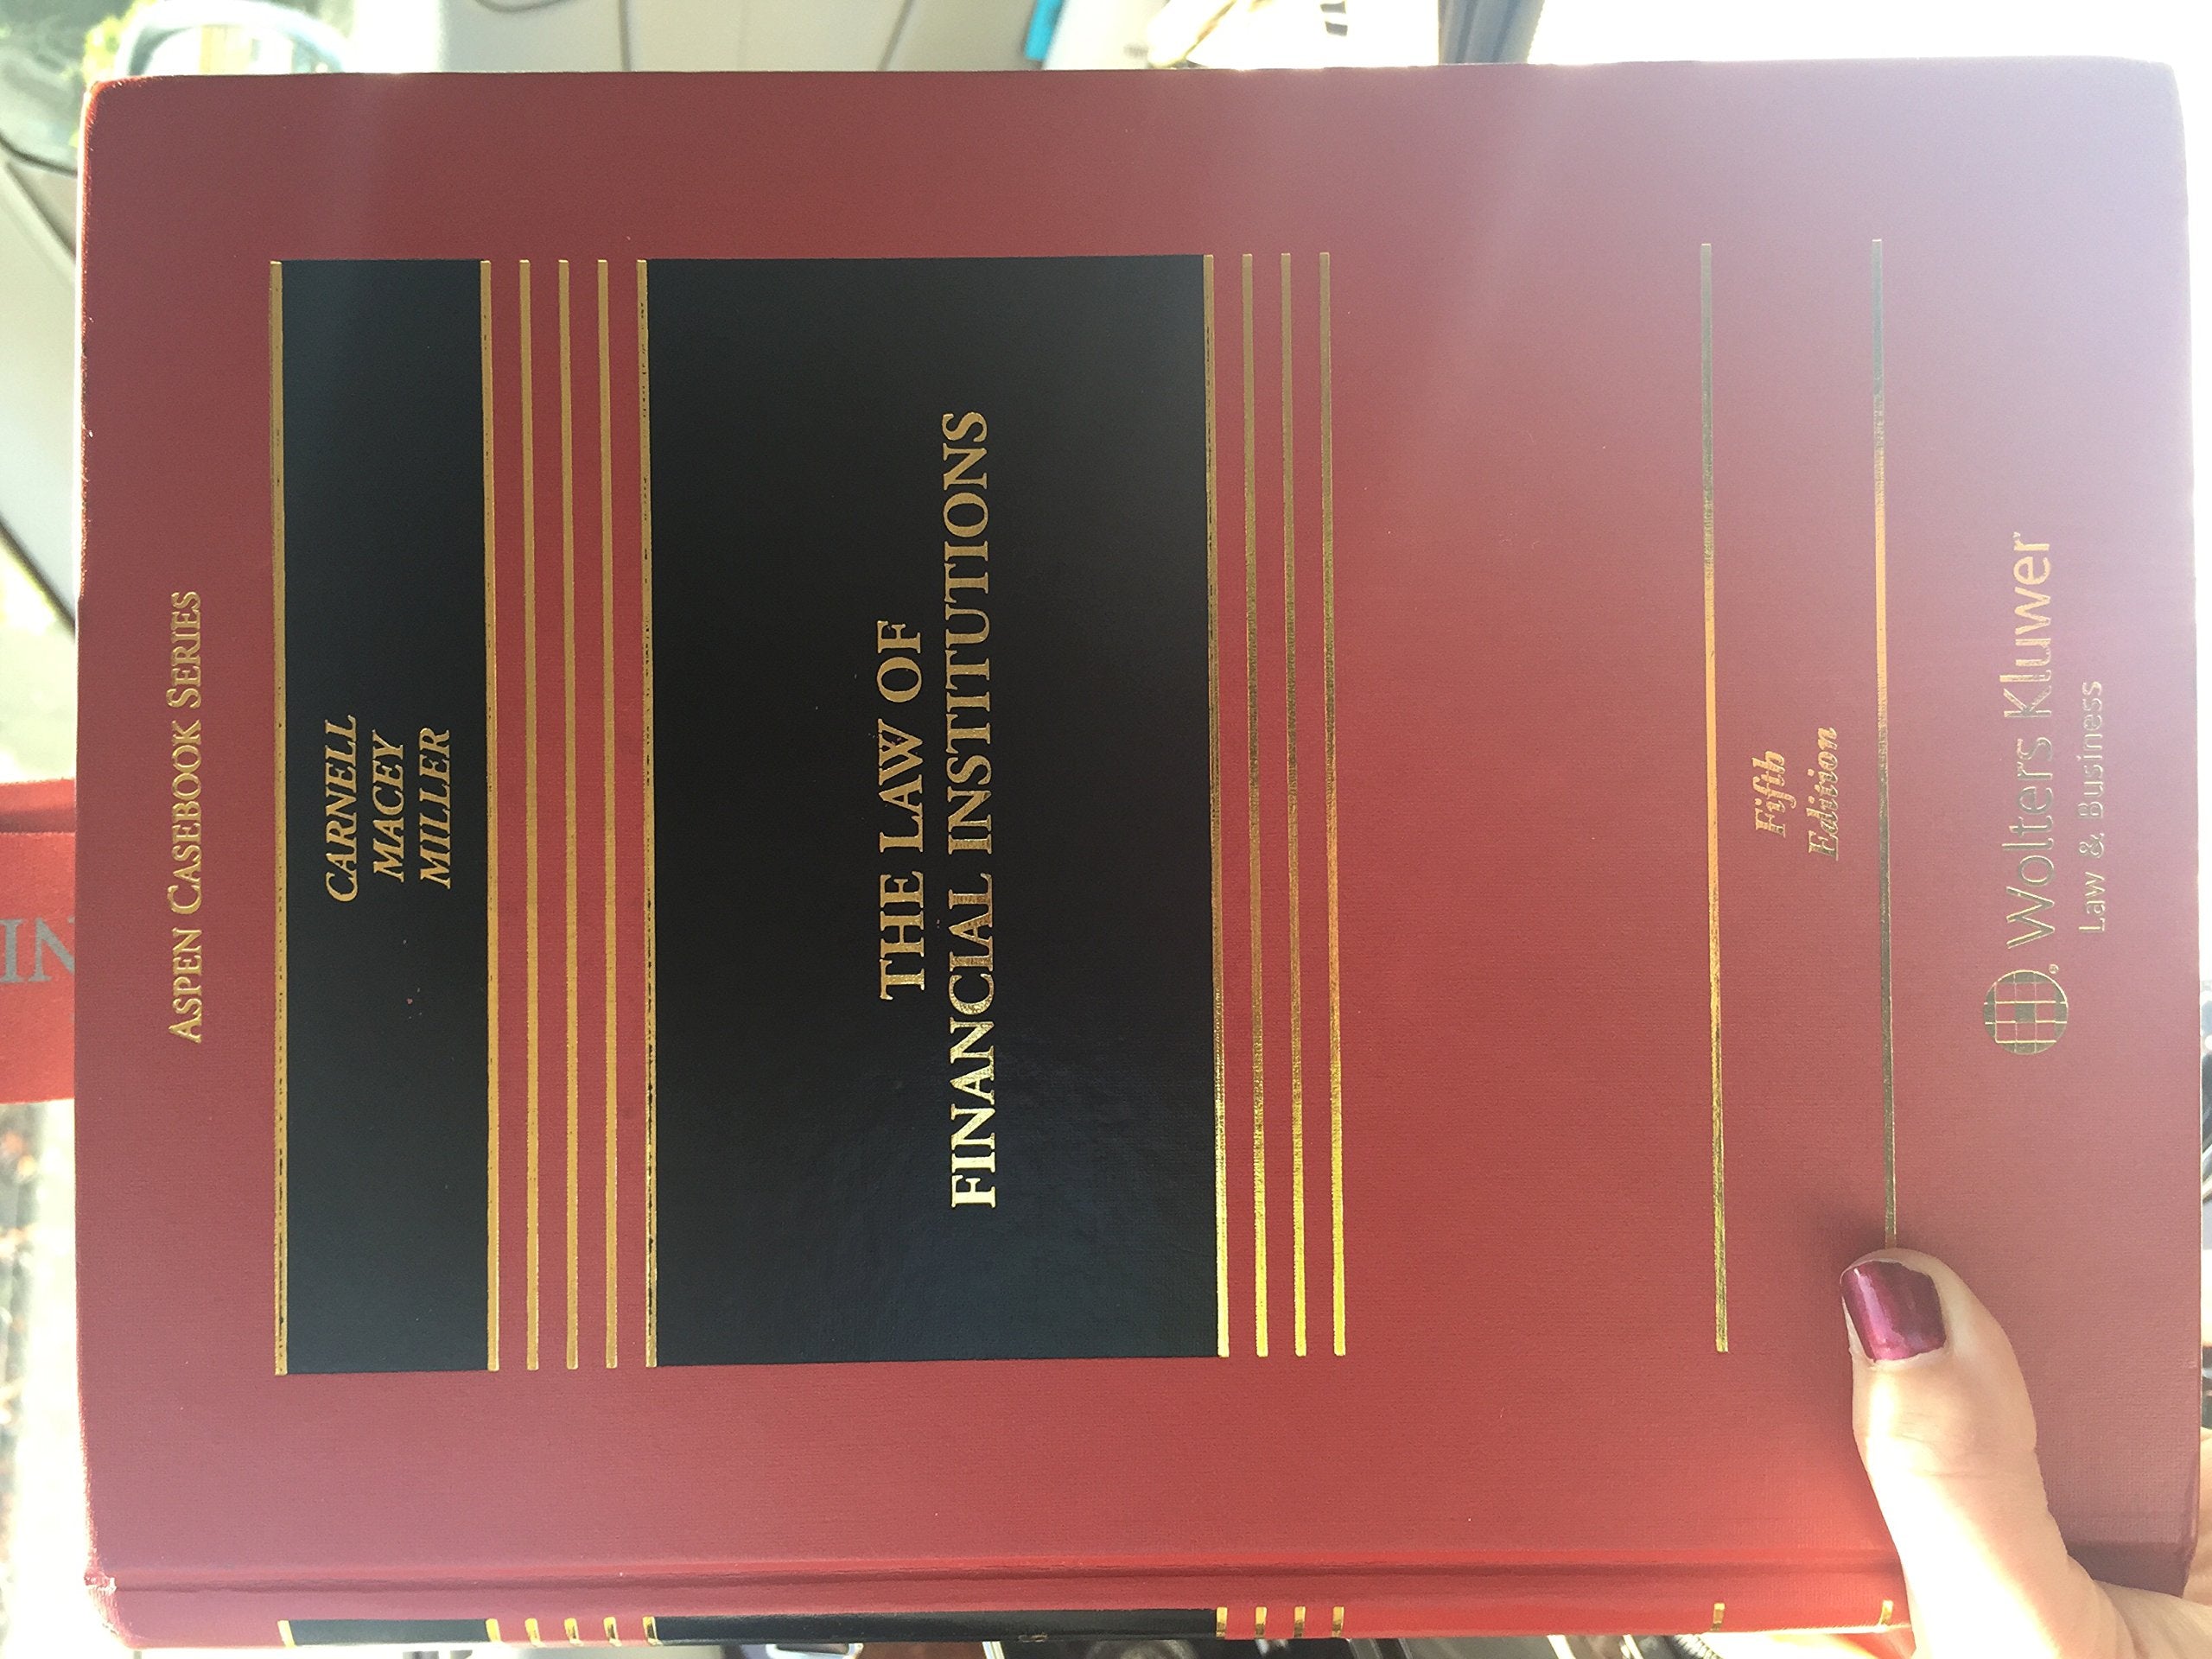 ASPEN CASEBOOK SERIES
CARNELL
MACEY
MILLER
THE LAW OF
FINANCIAL INSTITUTIONS
Fifth
Edition
Wolters Kluwer
Law & Business